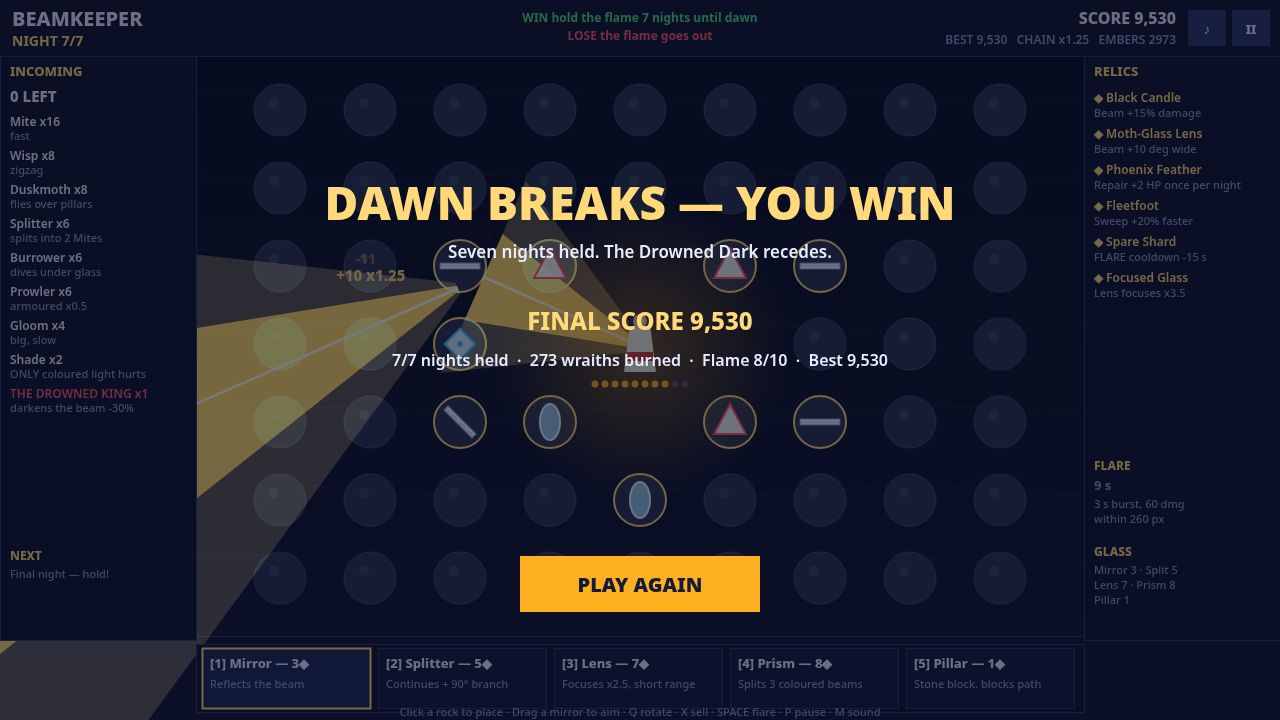 BEAMKEEPER
NIGHT 7/7
WIN hold the flame 7 nights until dawn
LOSE the flame goes out
SCORE 9,530
BEST 9,530 CHAIN x1.25 EMBERS 2973
♪
II
INCOMING
0 LEFT
Mite x16
fast
Wisp x8
zigzag
Duskmoth x8
flies over pillars
Splitter x6
splits into 2 Mites
Burrower x6
dives under glass
Prowler x6
armoured x0.5
Gloom x4
big, slow
Shade x2
ONLY coloured light hurts
THE DROWNED KING x1
darkens the beam -30%
NEXT
Final night — hold!
-11
+10 x1.25
DAWN BREAKS — YOU WIN
Seven nights held. The Drowned Dark recedes.
FINAL SCORE 9,530
7/7 nights held · 273 wraiths burned · Flame 8/10 · Best 9,530
PLAY AGAIN
RELICS
◆ Black Candle
Beam +15% damage
◆ Moth-Glass Lens
Beam +10 deg wide
◆ Phoenix Feather
Repair +2 HP once per night
◆ Fleetfoot
Sweep +20% faster
◆ Spare Shard
FLARE cooldown -15 s
◆ Focused Glass
Lens focuses x3.5
FLARE
9 s
3 s burst, 60 dmg
within 260 px
GLASS
Mirror 3 · Split 5
Lens 7 · Prism 8
Pillar 1
[1] Mirror — 3◆
Reflects the beam
[2] Splitter — 5◆
Continues + 90° branch
[3] Lens — 7◆
Focuses x2.5, short range
[4] Prism — 8◆
Splits 3 coloured beams
[5] Pillar — 1◆
Stone block, blocks path
Click a rock to place · Drag a mirror to aim · Q rotate · X sell · SPACE flare · P pause · M sound